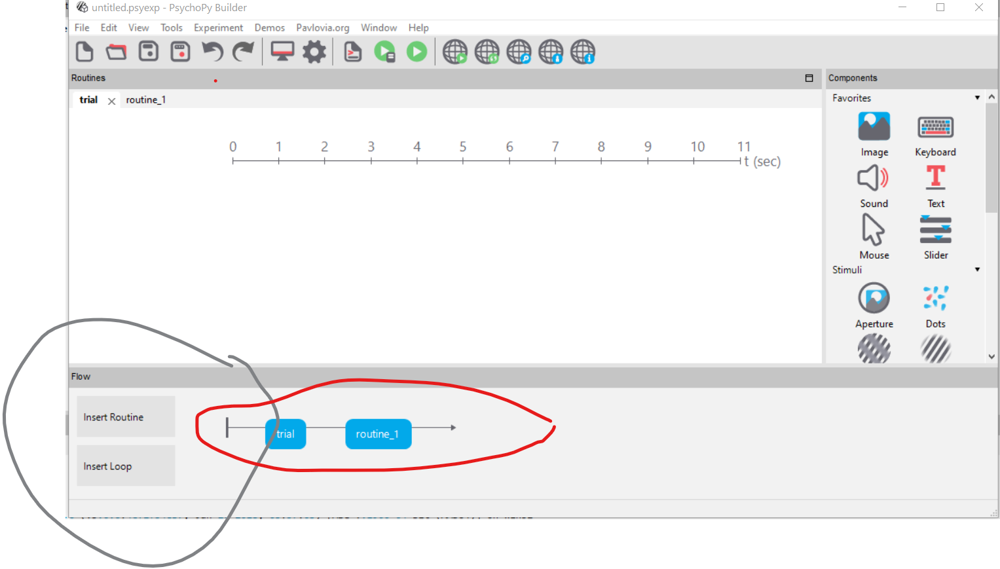 untitled.psyexp - PsychoPy Builder
File Edit View Tools Experiment Demos Pavlovia.org Window Help
Routines
Components
trial routine_1
Favorites
0 1 2 3 4 5 6 7 8 9 10 11
t (sec)
Image Keyboard
Sound Text
Mouse Slider
Stimuli
Aperture Dots
Flow
Insert Routine
trial routine_1
Insert Loop